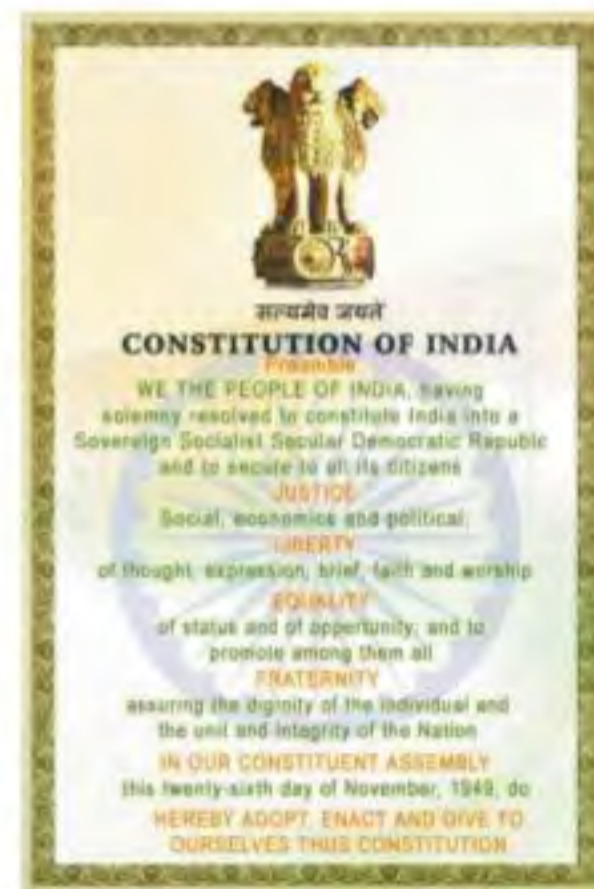 सत्यमेव जयते
CONSTITUTION OF INDIA
Preamble
WE THE PEOPLE OF INDIA, having
solemny resolved to constitute India into a
Sovereign Socialist Secular Democratic Republic
and to secure to all its citizens
JUSTICE
Social, economics and political;
LIBERTY
of thought, expression, brief, faith and worship
EQUALITY
of status and of oppertunity; and to
promote among them all
FRATERNITY
assuring the diginity of the individual and
the unit and integrity of the Nation
IN OUR CONSTITUENT ASSEMBLY
this twenty-sixth day of November, 1949, do
HEREBY ADOPT, ENACT AND GIVE TO
OURSELVES THUS CONSTITUTION